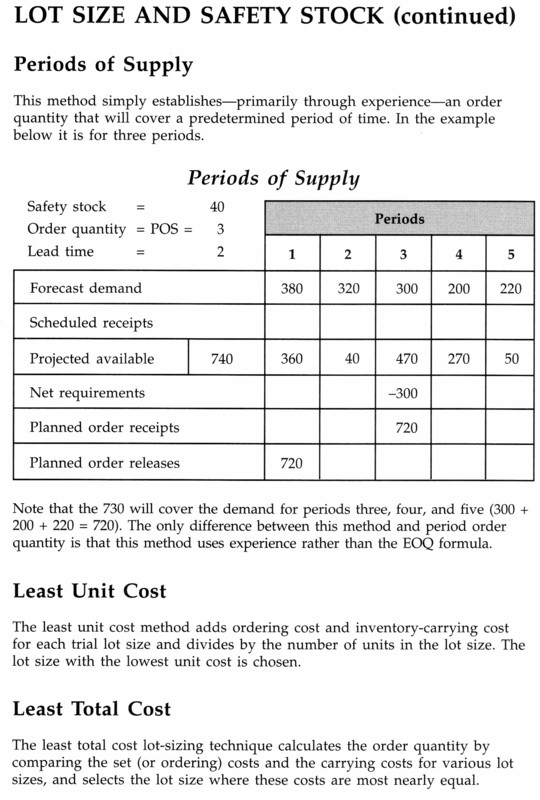 LOT SIZE AND SAFETY STOCK (continued)
Periods of Supply
This method simply establishes—primarily through experience—an order
quantity that will cover a predetermined period of time. In the example
below it is for three periods.
Periods of Supply
Safety stock = 40
Order quantity = POS = 3
Lead time = 2
Periods
1 2 3 4 5
Forecast demand 380 320 300 200 220
Scheduled receipts
Projected available 740 360 40 470 270 50
Net requirements –300
Planned order receipts 720
Planned order releases 720
Note that the 730 will cover the demand for periods three, four, and five (300 +
200 + 220 = 720). The only difference between this method and period order
quantity is that this method uses experience rather than the EOQ formula.
Least Unit Cost
The least unit cost method adds ordering cost and inventory-carrying cost
for each trial lot size and divides by the number of units in the lot size. The
lot size with the lowest unit cost is chosen.
Least Total Cost
The least total cost lot-sizing technique calculates the order quantity by
comparing the set (or ordering) costs and the carrying costs for various lot
sizes, and selects the lot size where these costs are most nearly equal.